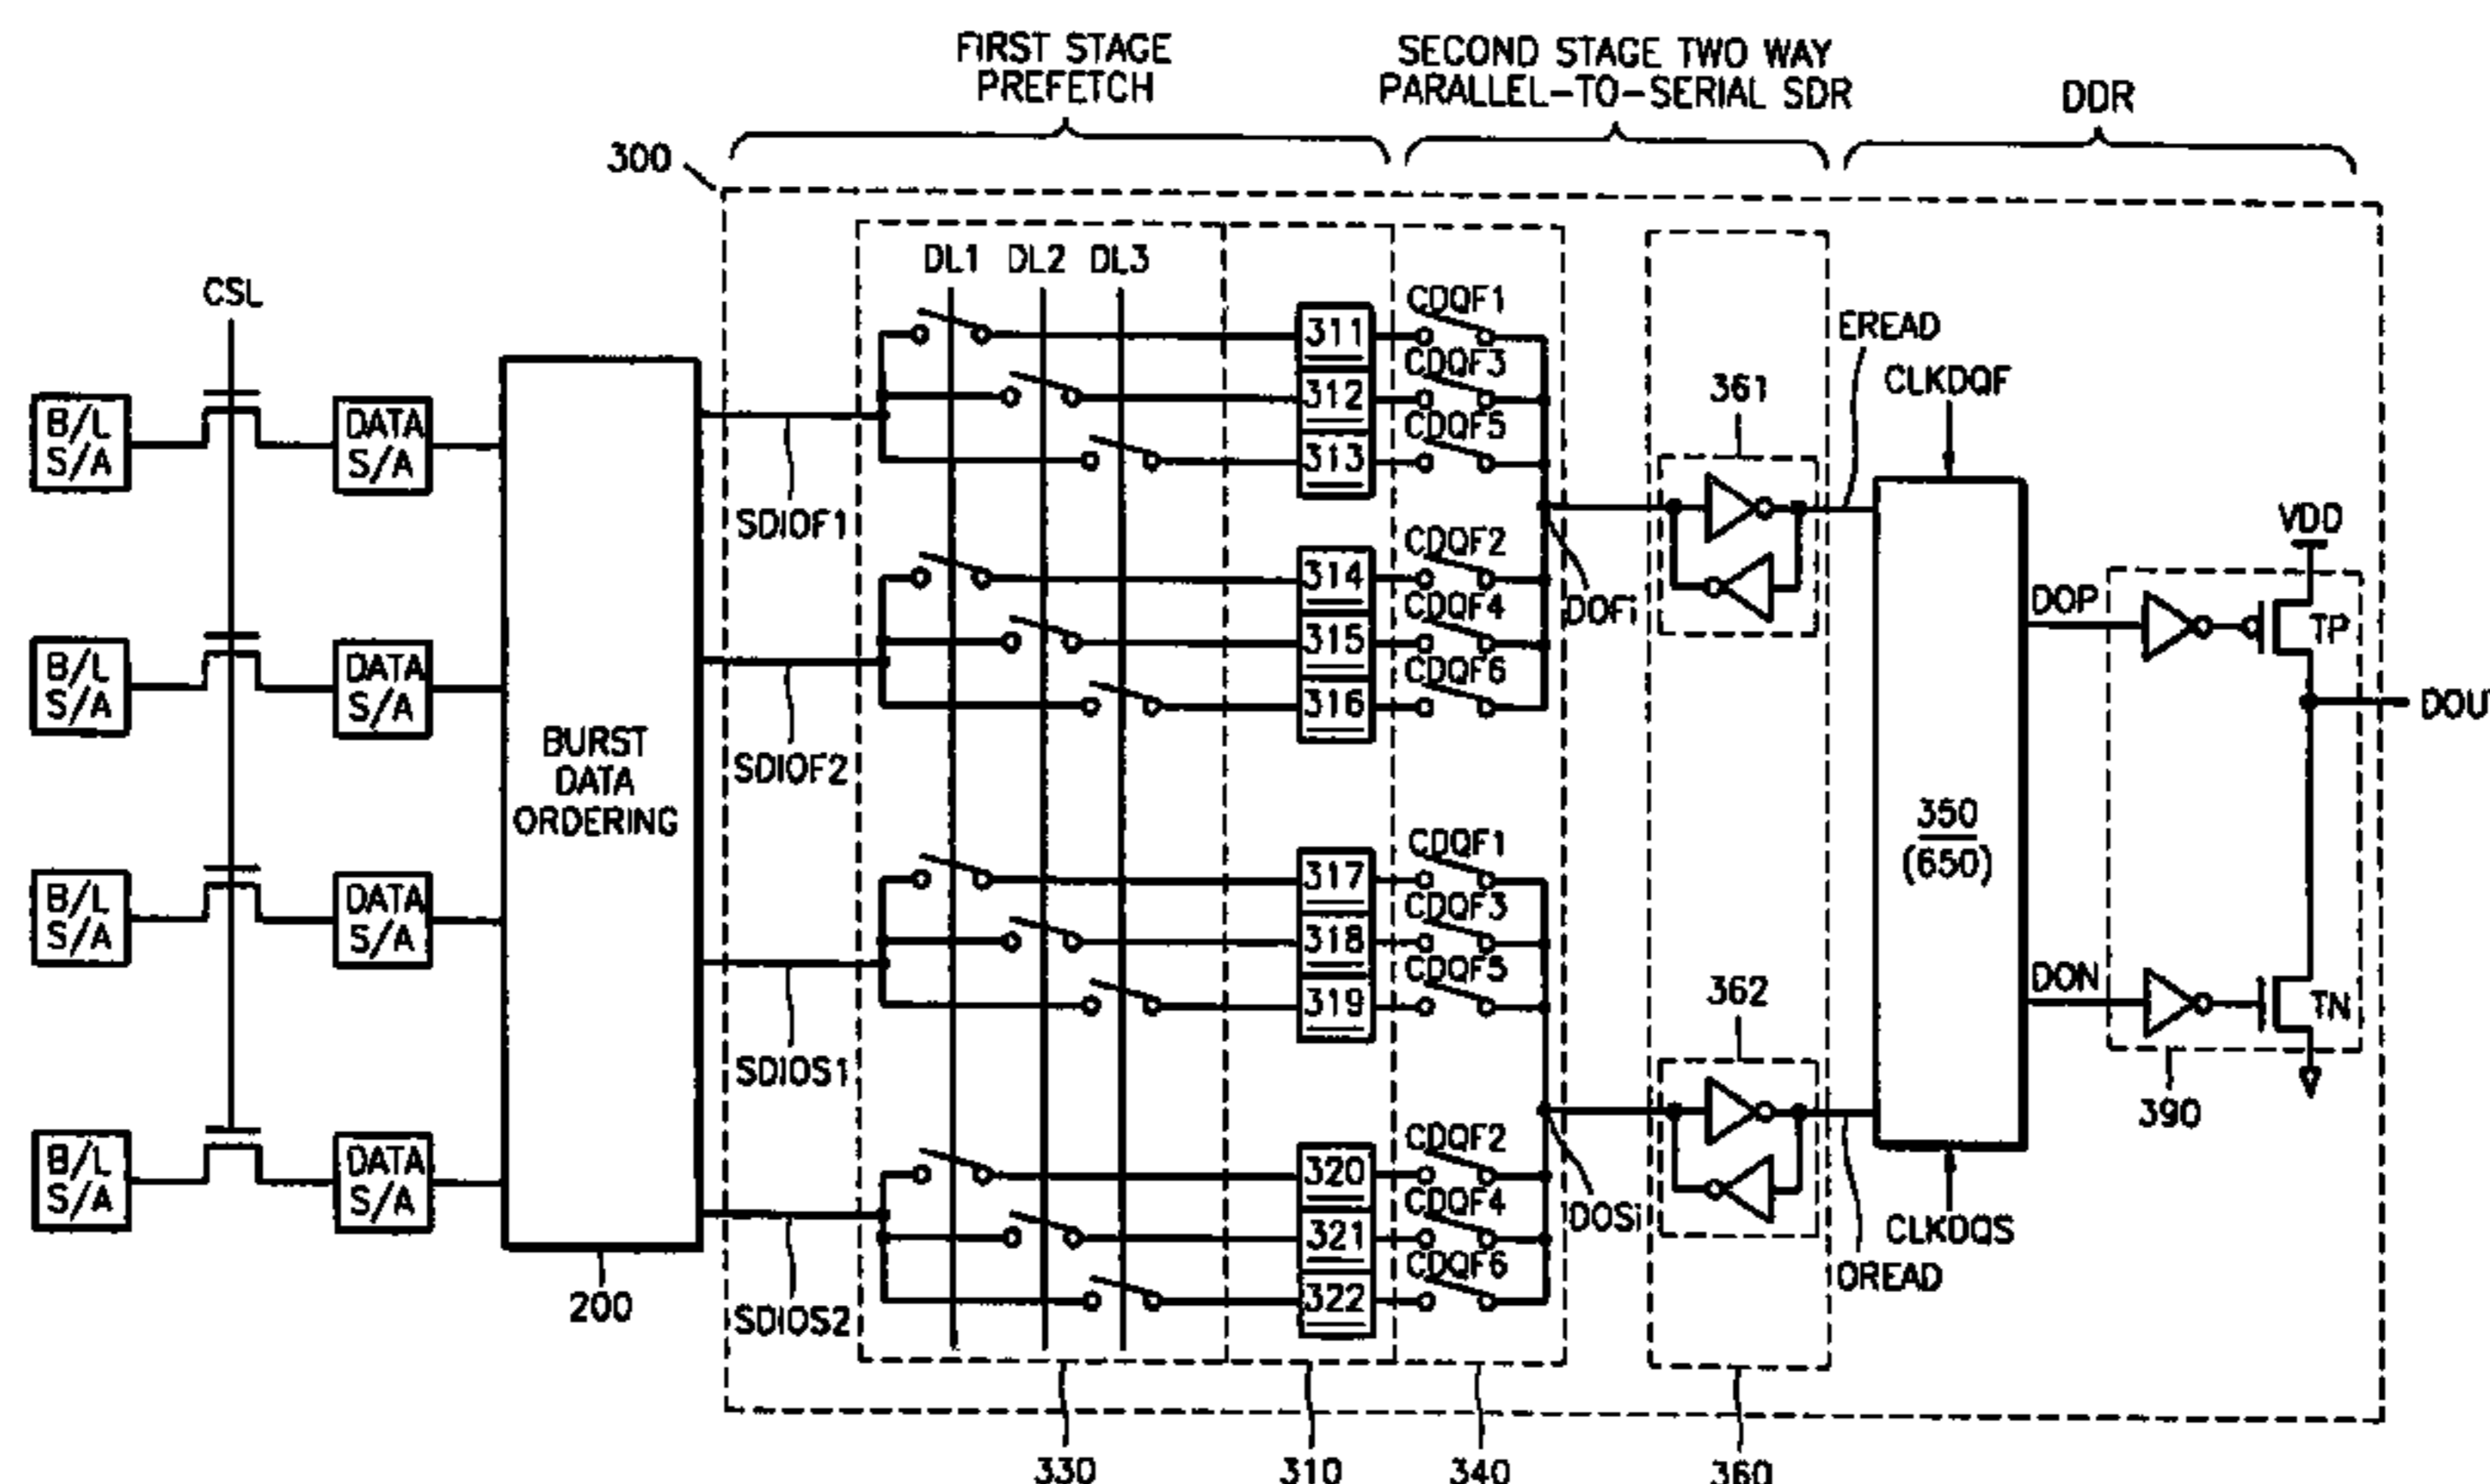 FIRST STAGE
PREFETCH
SECOND STAGE TWO WAY
PARALLEL-TO-SERIAL SDR
DDR
300
CSL
DL1 DL2 DL3
B/L
S/A
DATA
S/A
B/L
S/A
DATA
S/A
B/L
S/A
DATA
S/A
B/L
S/A
DATA
S/A
BURST
DATA
ORDERING
200
SDIOF1
SDIOF2
SDIOS1
SDIOS2
311
312
313
314
315
316
317
318
319
320
321
322
CDQF1
CDQF3
CDQF5
CDQF2
CDQF4
CDQF6
CDQF1
CDQF3
CDQF5
CDQF2
CDQF4
CDQF6
DOFi
DOSi
361
362
EREAD
OREAD
CLKDQF
350
(650)
CLKDQS
DOP
DON
VDD
TP
TN
DOUT
390
330
310
340
360